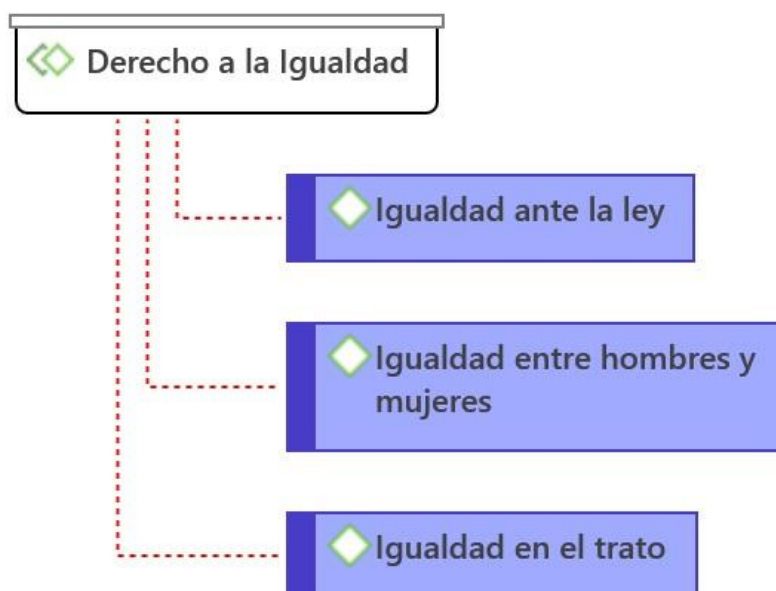 Derecho a la Igualdad
Igualdad ante la ley
Igualdad entre hombres y
mujeres
Igualdad en el trato